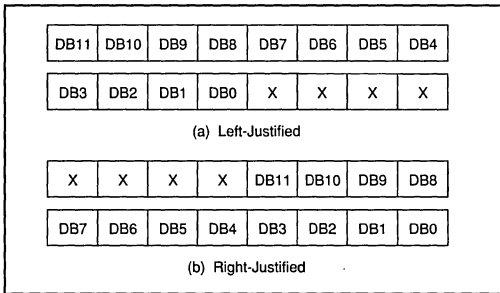 DB11 DB10 DB9 DB8 DB7 DB6 DB5 DB4
DB3 DB2 DB1 DB0 X X X X
(a) Left-Justified
X X X X DB11 DB10 DB9 DB8
DB7 DB6 DB5 DB4 DB3 DB2 DB1 DB0
(b) Right-Justified